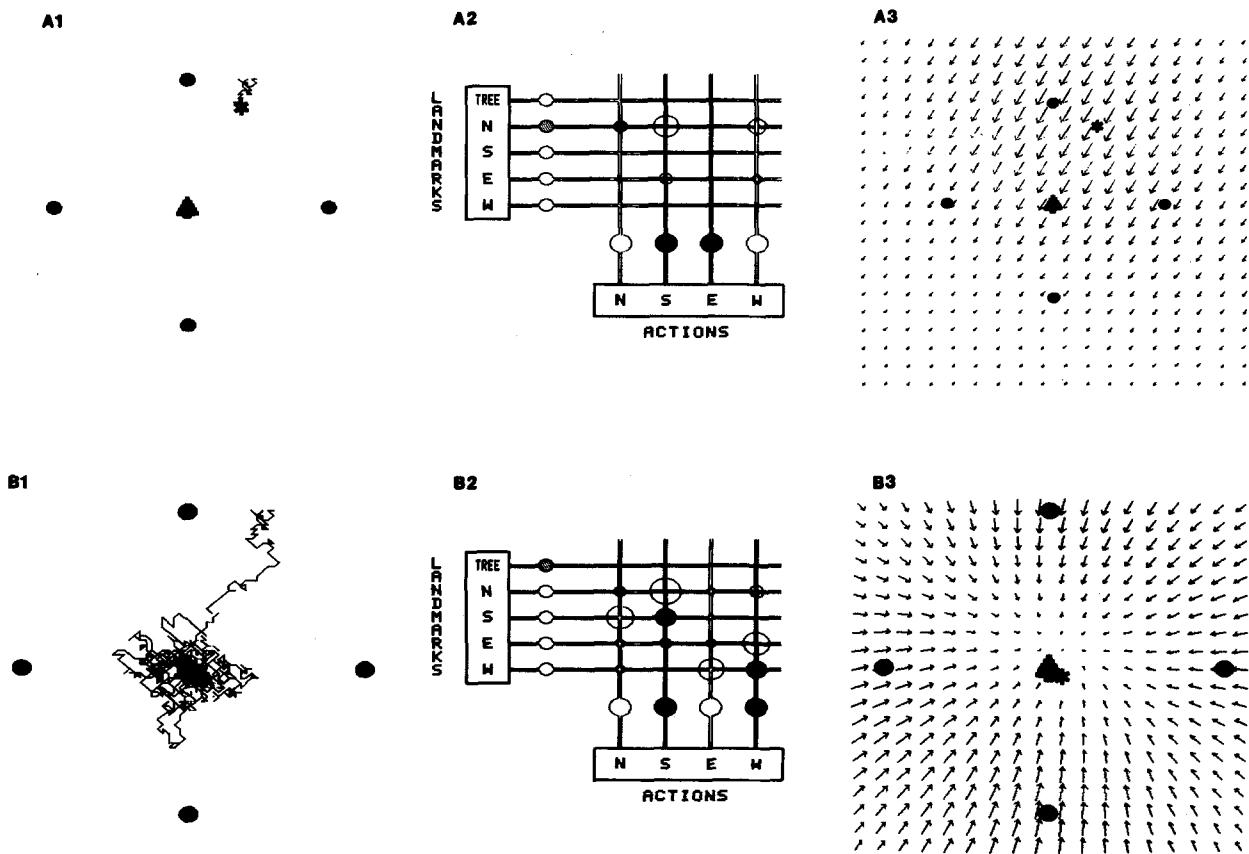 A1
A2
A3
LANDMARKS
TREE
N
S
E
W
N S E W
ACTIONS
B1
B2
B3
LANDMARKS
TREE
N
S
E
W
N S E W
ACTIONS